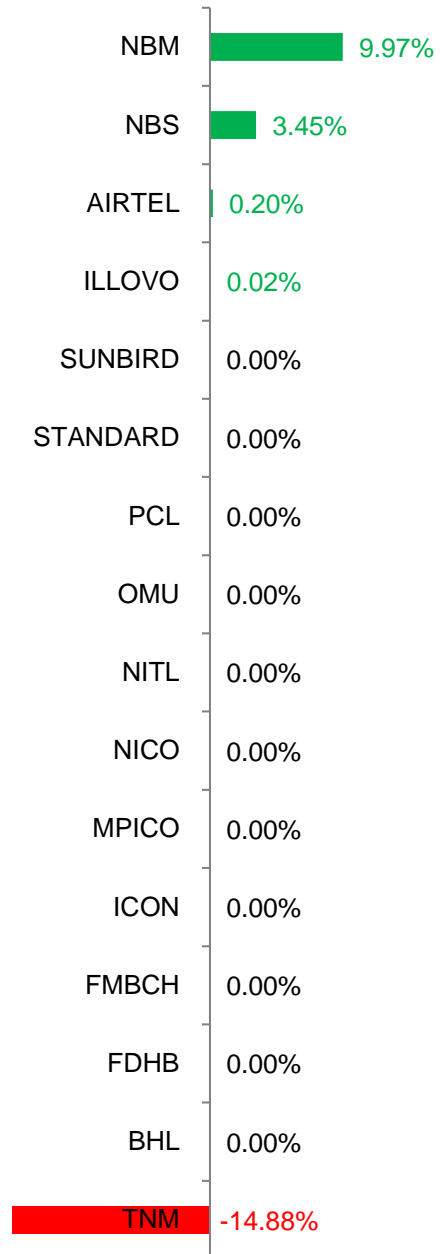 NBM 9.97%
NBS 3.45%
AIRTEL 0.20%
ILLOVO 0.02%
SUNBIRD 0.00%
STANDARD 0.00%
PCL 0.00%
OMU 0.00%
NITL 0.00%
NICO 0.00%
MPICO 0.00%
ICON 0.00%
FMBCH 0.00%
FDHB 0.00%
BHL 0.00%
TNM -14.88%